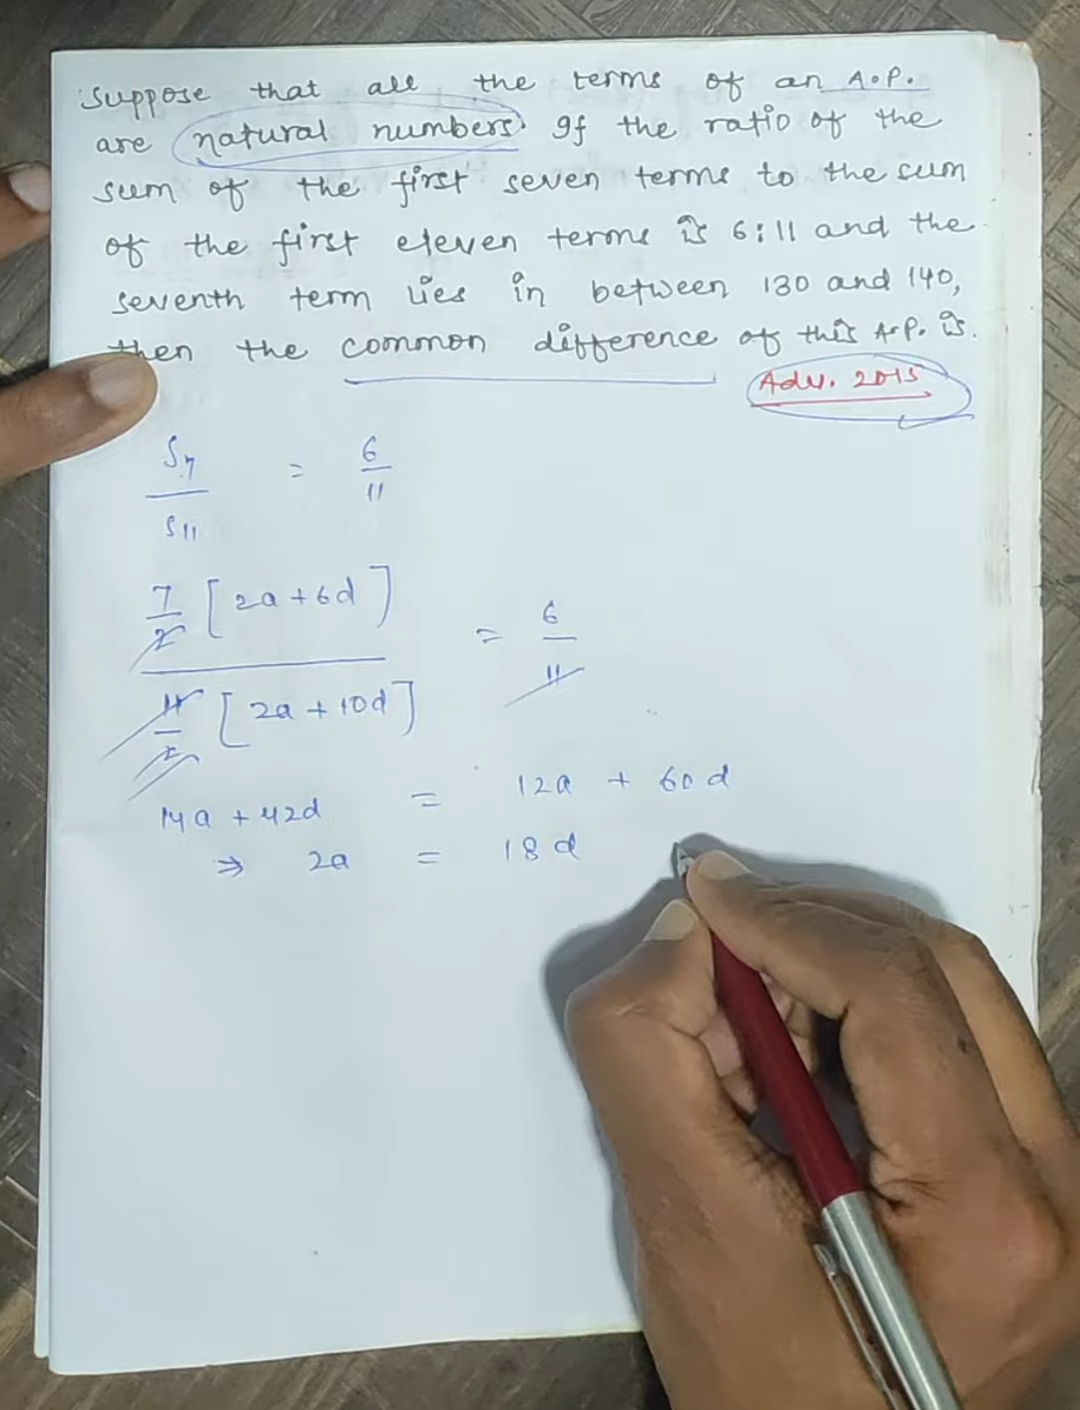 Suppose that all the terms of an A.P.
are natural numbers. If the ratio of the
sum of the first seven terms to the sum
of the first eleven terms is 6:11 and the
seventh term lies in between 130 and 140,
then the common difference of this A.P. is.
Adv. 2015
S7 / S11 = 6/11
7/2 [2a+6d] / 11/2 [2a+10d] = 6/11
14a + 42d = 12a + 60d
⇒ 2a = 18d